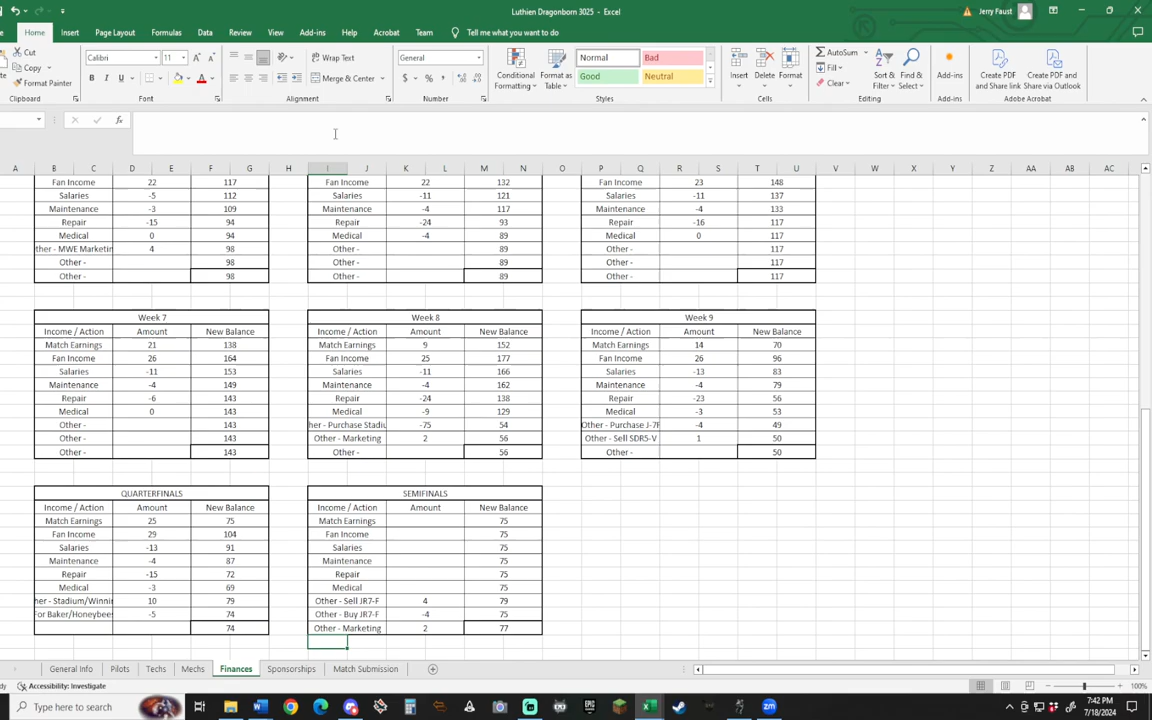 Luthien Dragonborn 3025 - Excel
Jerry Faust
Home Insert Page Layout Formulas Data Review View Add-ins Help Acrobat Team Tell me what you want to do
Cut Calibri 11 Wrap Text General Normal Bad AutoSum
Copy Conditional Format as Insert Delete Format Fill Sort & Find & Add-ins Create PDF Create PDF and
Format Painter B I U Merge & Center $ % Formatting Table Good Neutral Clear Filter Select and Share link Share via Outlook
Clipboard Font Alignment Number Styles Cells Editing Add-ins Adobe Acrobat
fx
A B C D E F G H I J K L M N O P Q R S T U V W X Y Z AA AB AC
Fan Income 22 117 Fan Income 22 132 Fan Income 23 148
Salaries -5 112 Salaries -11 121 Salaries -11 137
Maintenance -3 109 Maintenance -4 117 Maintenance -4 133
Repair -15 94 Repair -24 93 Repair -16 117
Medical 0 94 Medical -4 89 Medical 0 117
ther - MWE Marketin 4 98 Other - 89 Other - 117
Other - 98 Other - 89 Other - 117
Other - 98 Other - 89 Other - 117
Week 7 Week 8 Week 9
Income / Action Amount New Balance Income / Action Amount New Balance Income / Action Amount New Balance
Match Earnings 21 138 Match Earnings 9 152 Match Earnings 14 70
Fan Income 26 164 Fan Income 25 177 Fan Income 26 96
Salaries -11 153 Salaries -11 166 Salaries -13 83
Maintenance -4 149 Maintenance -4 162 Maintenance -4 79
Repair -6 143 Repair -24 138 Repair -23 56
Medical 0 143 Medical -9 129 Medical -3 53
Other - 143 her - Purchase Stadiu -75 54 Other - Purchase J-7F -4 49
Other - 143 Other - Marketing 2 56 Other - Sell SDR5-V 1 50
Other - 143 Other - 56 Other - 50
QUARTERFINALS SEMIFINALS
Income / Action Amount New Balance Income / Action Amount New Balance
Match Earnings 25 75 Match Earnings 75
Fan Income 29 104 Fan Income 75
Salaries -13 91 Salaries 75
Maintenance -4 87 Maintenance 75
Repair -15 72 Repair 75
Medical -3 69 Medical 75
her - Stadium/Winnin 10 79 Other - Sell JR7-F 4 79
For Baker/Honeybee -5 74 Other - Buy JR7-F -4 75
74 Other - Marketing 2 77
General Info Pilots Techs Mechs Finances Sponsorships Match Submission
dy Accessibility: Investigate 100%
Type here to search 7:42 PM
7/18/2024